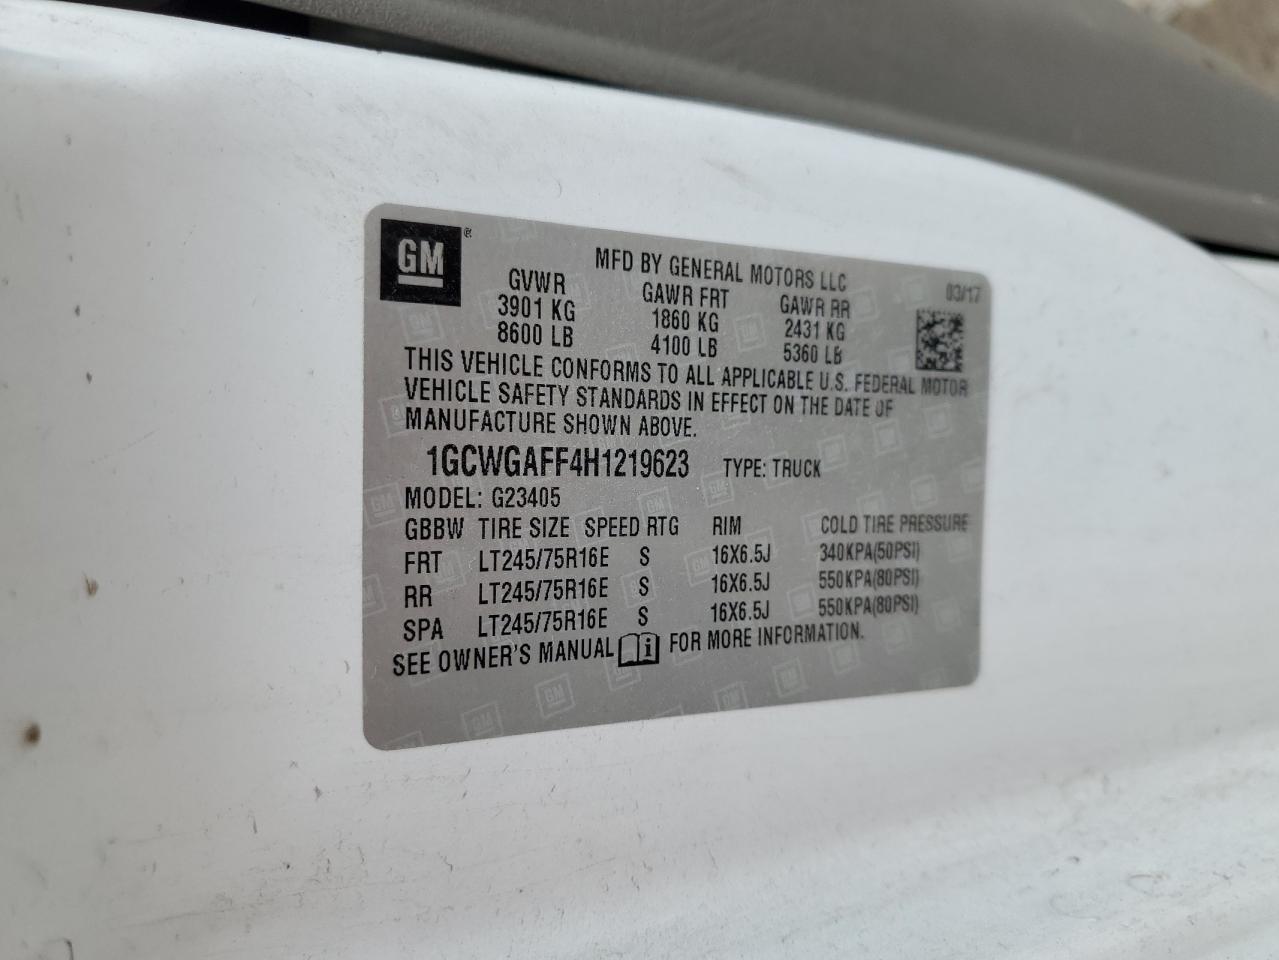 GM ®
MFD BY GENERAL MOTORS LLC
03/17
GVWR GAWR FRT GAWR RR
3901 KG 1860 KG 2431 KG
8600 LB 4100 LB 5360 LB
THIS VEHICLE CONFORMS TO ALL APPLICABLE U.S. FEDERAL MOTOR
VEHICLE SAFETY STANDARDS IN EFFECT ON THE DATE OF
MANUFACTURE SHOWN ABOVE.
1GCWGAFF4H1219623 TYPE: TRUCK
MODEL: G23405
GBBW TIRE SIZE SPEED RTG RIM COLD TIRE PRESSURE
FRT LT245/75R16E S 16X6.5J 340KPA(50PSI)
RR LT245/75R16E S 16X6.5J 550KPA(80PSI)
SPA LT245/75R16E S 16X6.5J 550KPA(80PSI)
SEE OWNER'S MANUAL i FOR MORE INFORMATION.